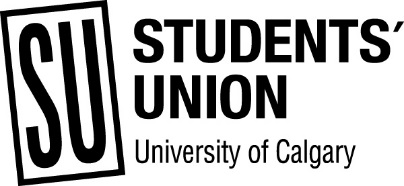 SU
STUDENTS´
UNION
University of Calgary